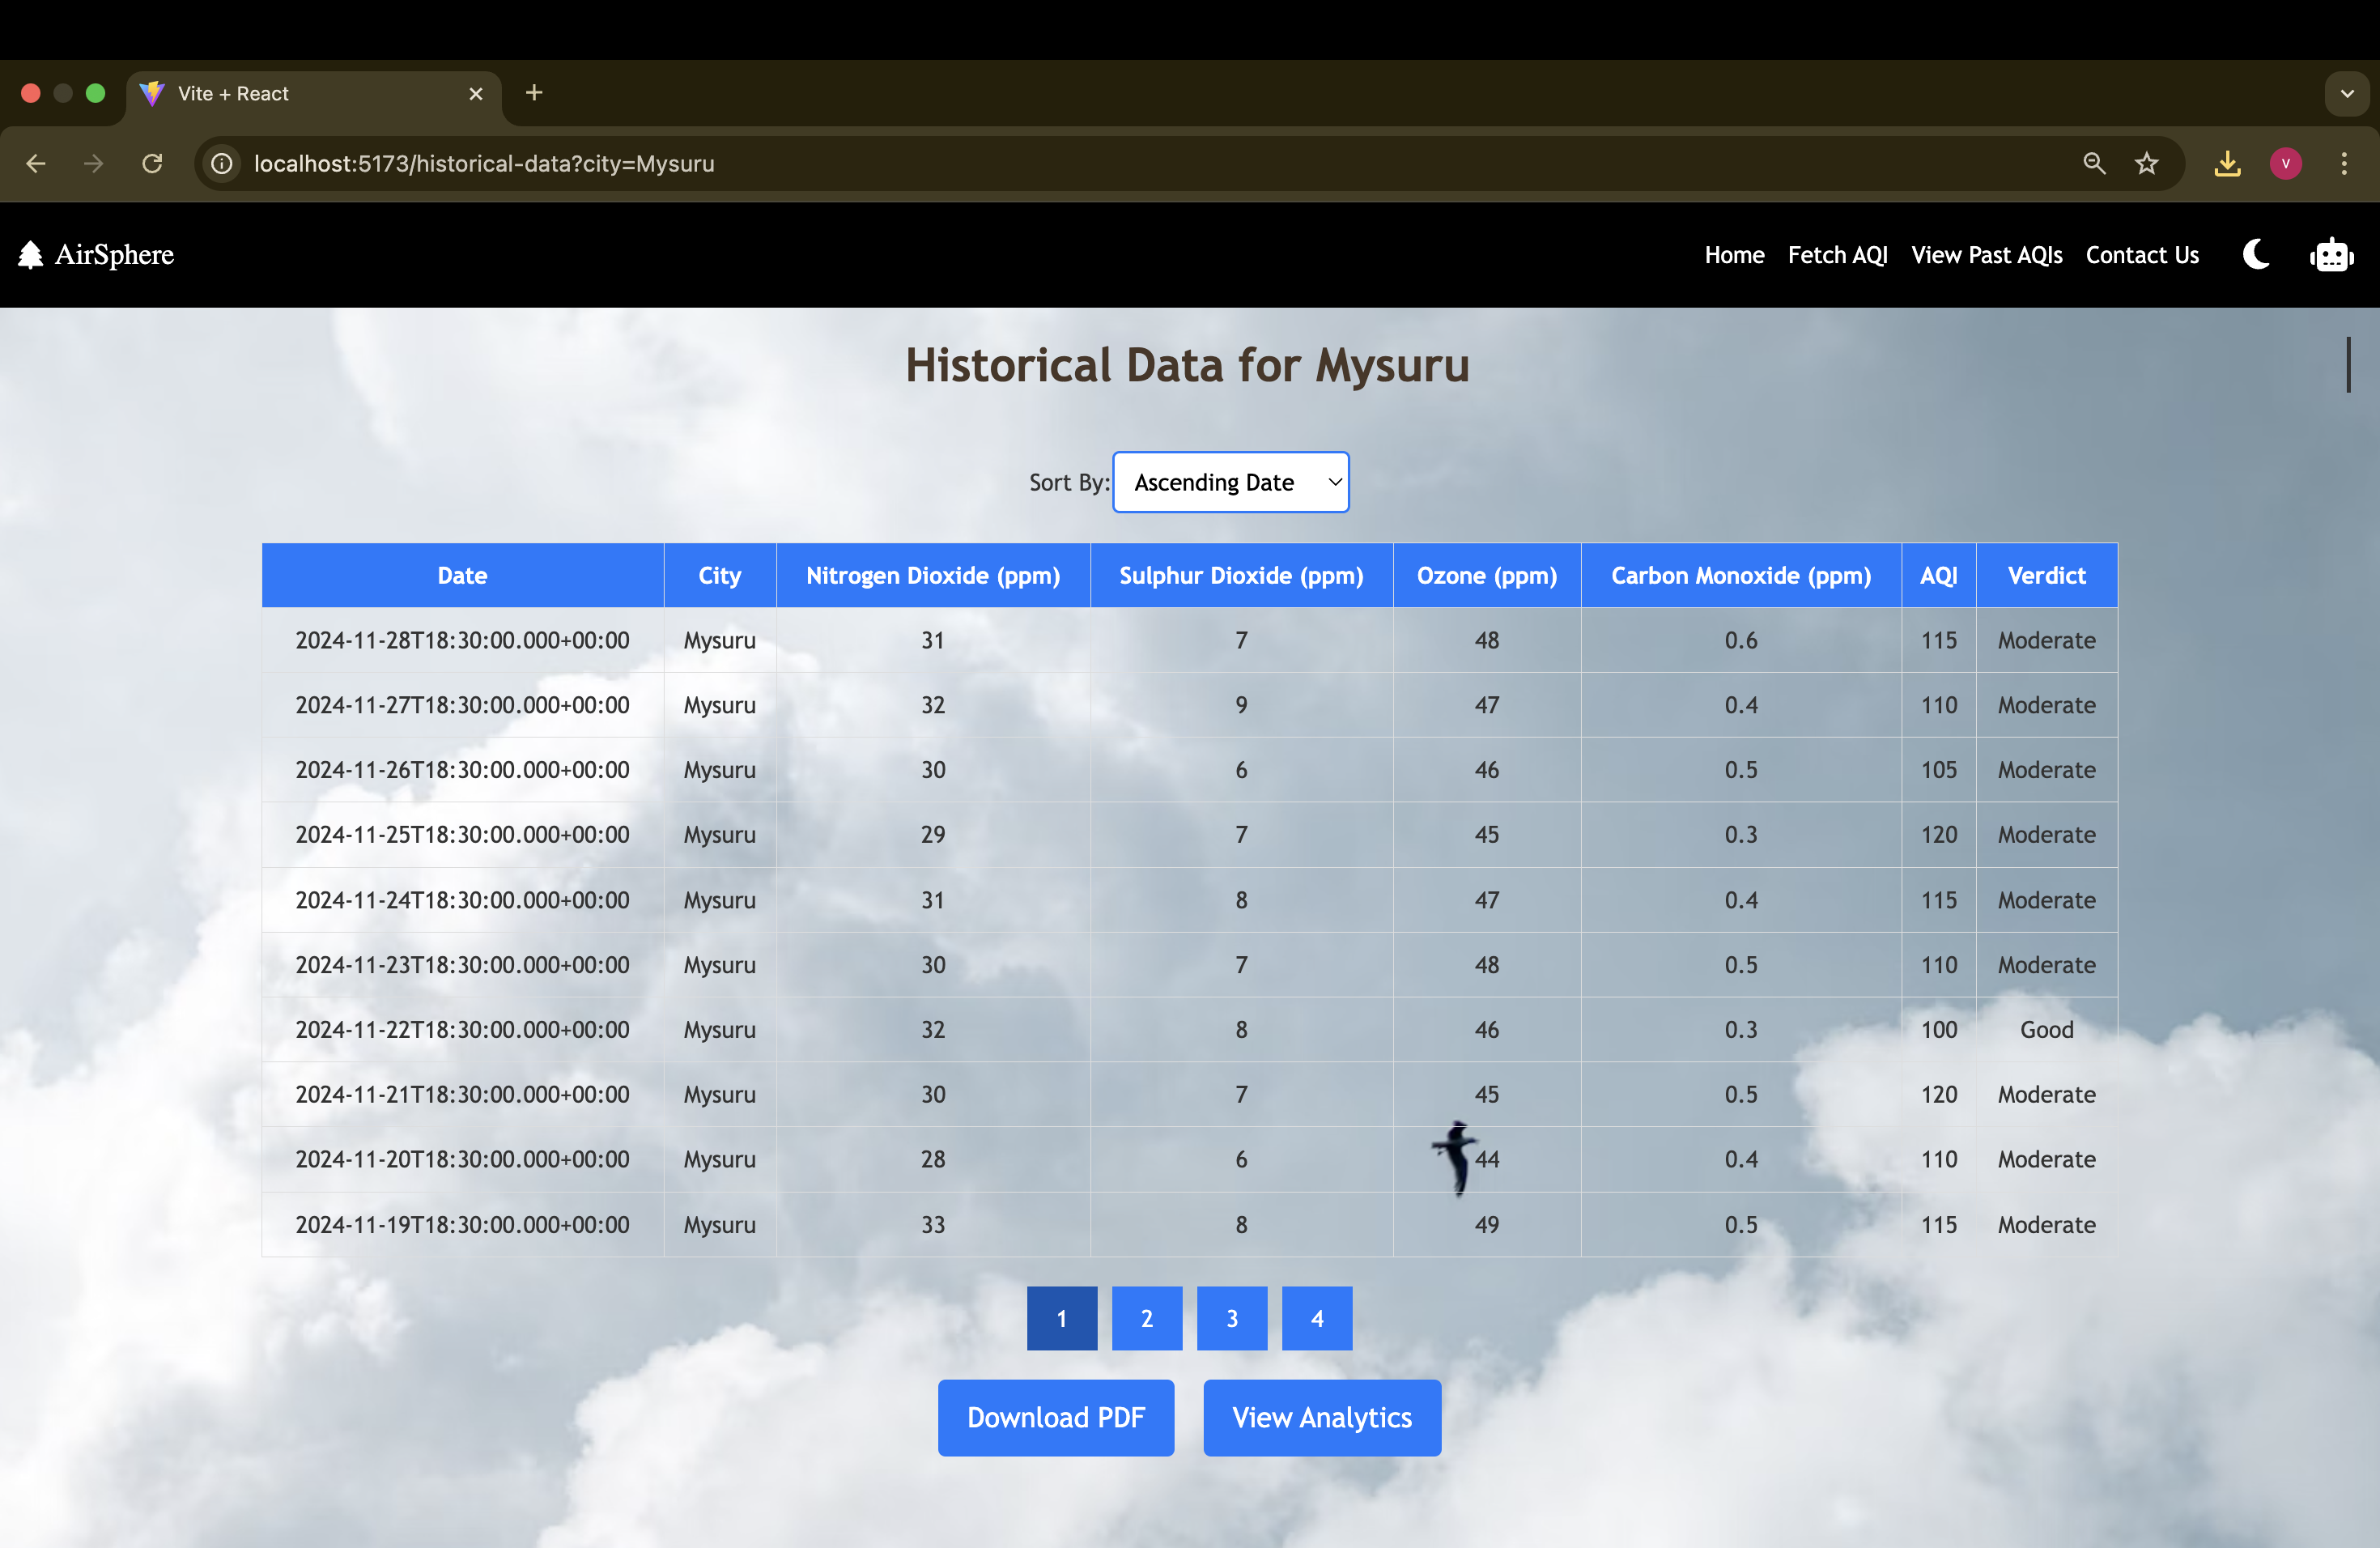 Vite + React
localhost:5173/historical-data?city=Mysuru
V
AirSphere
Home Fetch AQI View Past AQIs Contact Us
Historical Data for Mysuru
Sort By: Ascending Date
Date City Nitrogen Dioxide (ppm) Sulphur Dioxide (ppm) Ozone (ppm) Carbon Monoxide (ppm) AQI Verdict
2024-11-28T18:30:00.000+00:00 Mysuru 31 7 48 0.6 115 Moderate
2024-11-27T18:30:00.000+00:00 Mysuru 32 9 47 0.4 110 Moderate
2024-11-26T18:30:00.000+00:00 Mysuru 30 6 46 0.5 105 Moderate
2024-11-25T18:30:00.000+00:00 Mysuru 29 7 45 0.3 120 Moderate
2024-11-24T18:30:00.000+00:00 Mysuru 31 8 47 0.4 115 Moderate
2024-11-23T18:30:00.000+00:00 Mysuru 30 7 48 0.5 110 Moderate
2024-11-22T18:30:00.000+00:00 Mysuru 32 8 46 0.3 100 Good
2024-11-21T18:30:00.000+00:00 Mysuru 30 7 45 0.5 120 Moderate
2024-11-20T18:30:00.000+00:00 Mysuru 28 6 44 0.4 110 Moderate
2024-11-19T18:30:00.000+00:00 Mysuru 33 8 49 0.5 115 Moderate
1 2 3 4
Download PDF View Analytics